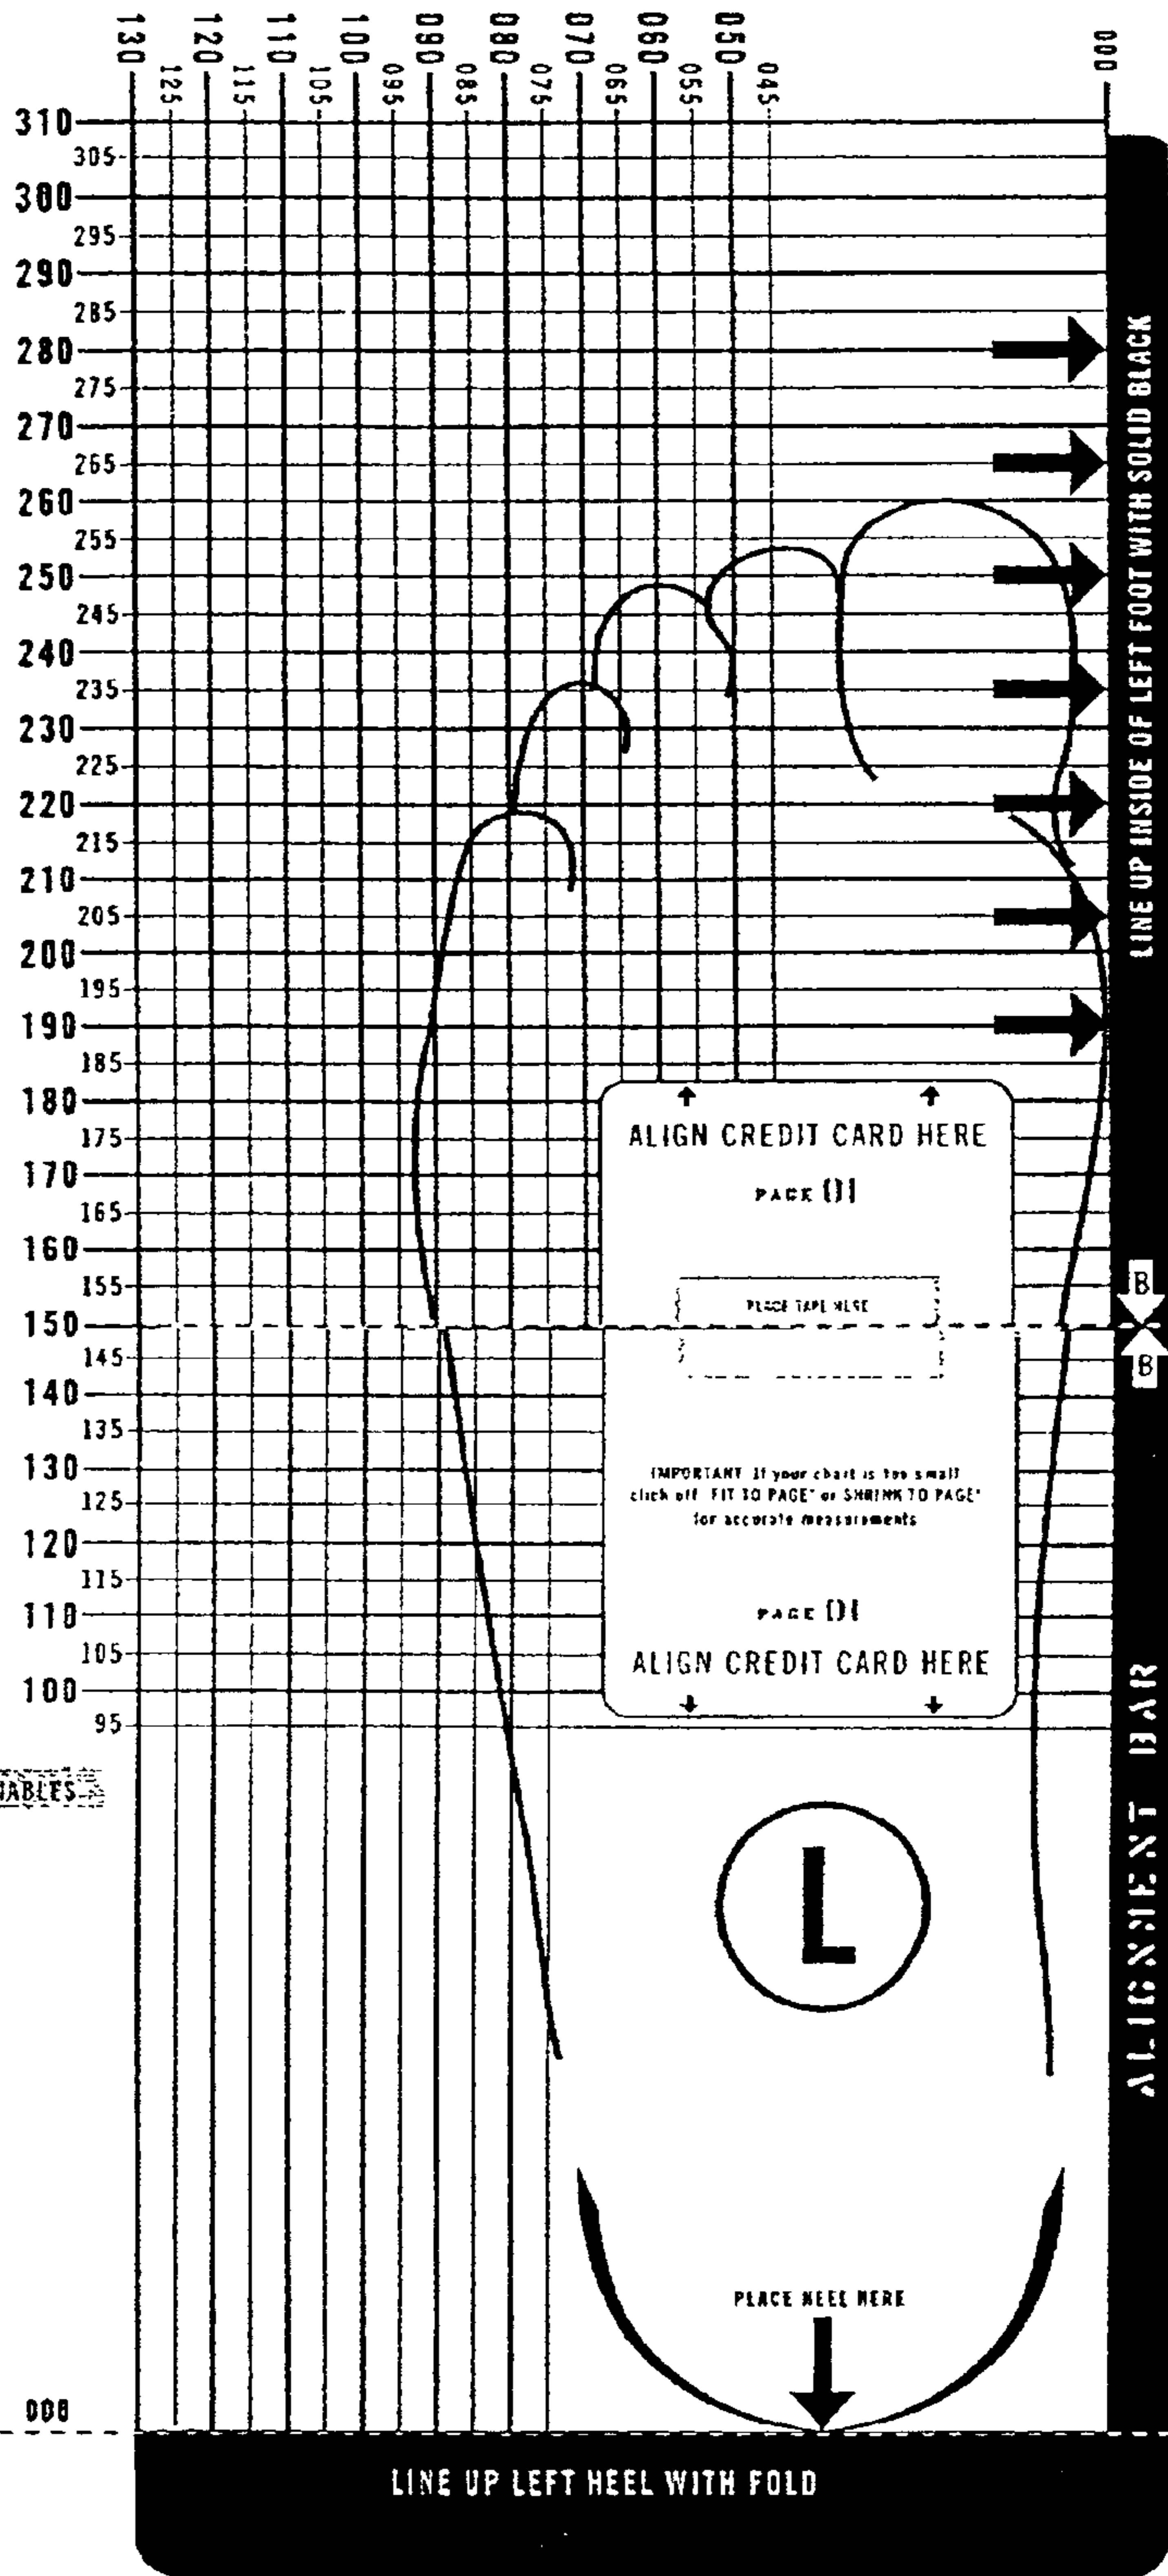 130 125 120 115 110 105 100 095 090 085 080 075 070 065 060 055 050 045 000
310
305
300
295
290
285
280
275
270
265
260
255
250
245
240
235
230
225
220
215
210
205
200
195
190
185
180
175
170
165
160
155
150
145
140
135
130
125
120
115
110
105
100
95
000
LINE UP INSIDE OF LEFT FOOT WITH SOLID BLACK
ALIGN CREDIT CARD HERE
PAGE
PLACE TAPE HERE
B
B
IMPORTANT If your chart is too small
click off "FIT TO PAGE" or SHRINK TO PAGE"
for accurate measurements
PAGE
ALIGN CREDIT CARD HERE
ALIGNMENT BAR
L
PLACE HEEL HERE
LINE UP LEFT HEEL WITH FOLD